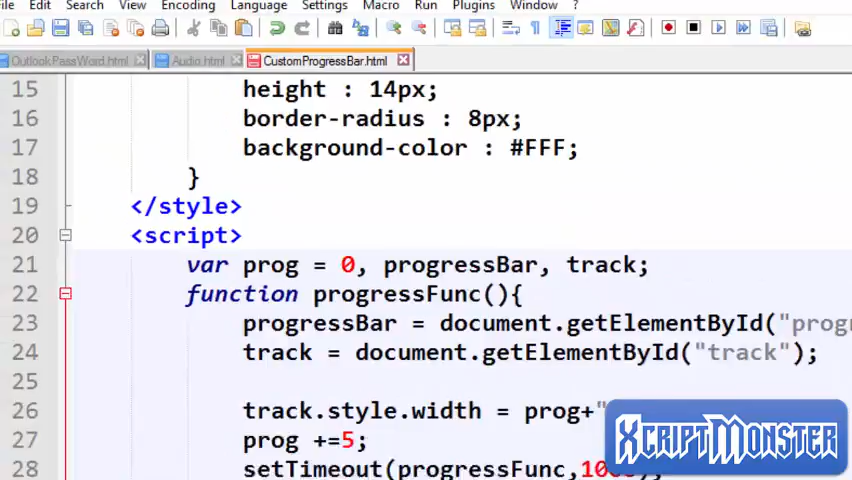 File Edit Search View Encoding Language Settings Macro Run Plugins Window ?
OutlookPassWord.html Audio.html CustomProgressBar.html
15 height : 14px;
16 border-radius : 8px;
17 background-color : #FFF;
18 }
19 </style>
20 <script>
21 var prog = 0, progressBar, track;
22 function progressFunc(){
23 progressBar = document.getElementById("prog
24 track = document.getElementById("track");
25
26 track.style.width = prog+"
27 prog +=5;
28 setTimeout(progressFunc,10
XCRIPTMONSTER